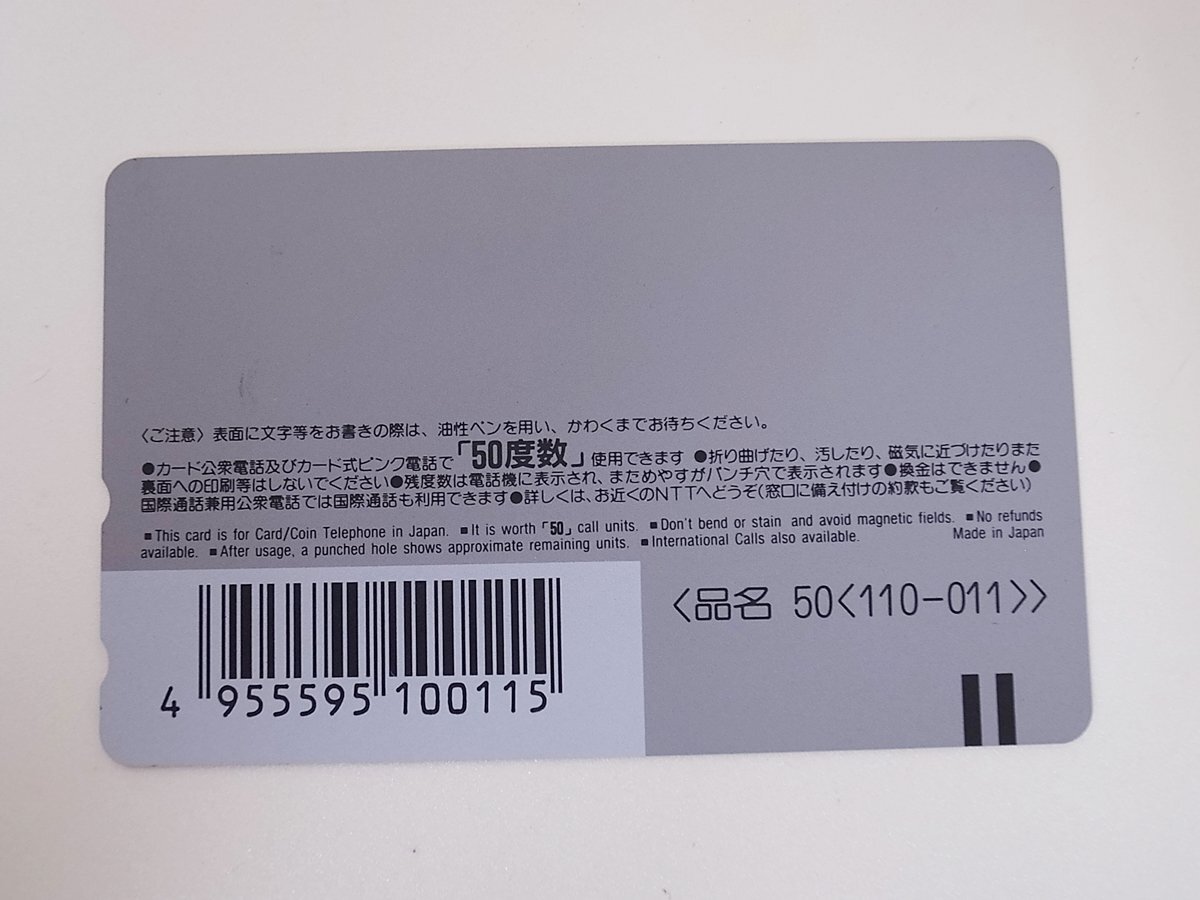 〈ご注意〉表面に文字等をお書きの際は、油性ペンを用い、かわくまでお待ちください。
●カード公衆電話及びカード式ピンク電話で「50度数」使用できます ●折り曲げたり、汚したり、磁気に近づけたりまた
裏面への印刷等はしないでください●残度数は電話機に表示され、まためやすがパンチ穴で表示されます●換金はできません●
国際通話兼用公衆電話では国際通話も利用できます●詳しくは、お近くのNTTへどうぞ(窓口に備え付けの約款もご覧ください)
■This card is for Card/Coin Telephone in Japan. ■It is worth「50」call units. ■Don't bend or stain and avoid magnetic fields. ■No refunds
available. ■After usage, a punched hole shows approximate remaining units. ■International Calls also available. Made in Japan
〈品名 50<110-011>〉
4 955595 100115